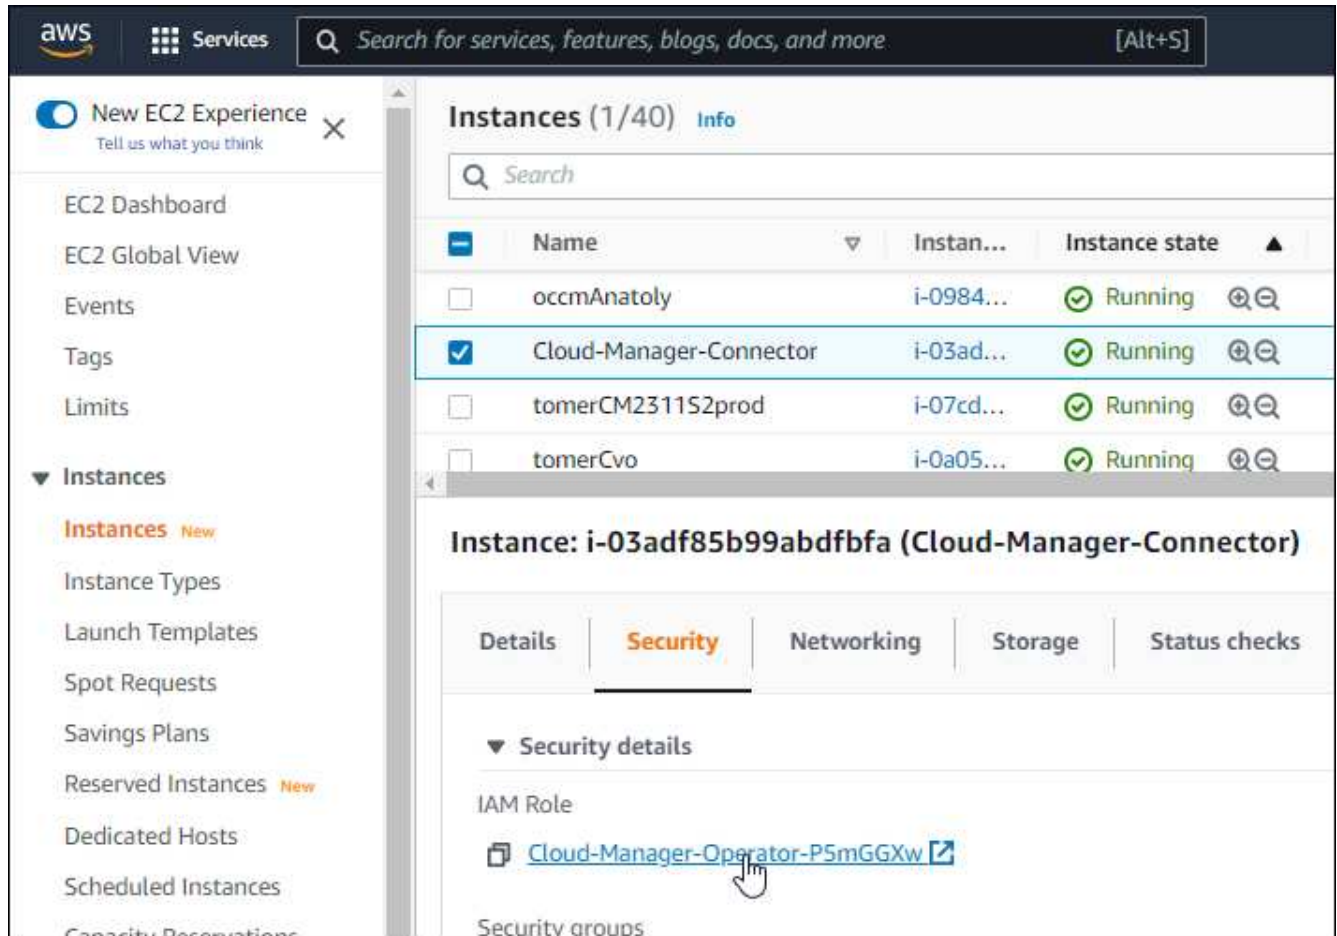 aws Services Search for services, features, blogs, docs, and more [Alt+S]
New EC2 Experience
Tell us what you think
EC2 Dashboard
EC2 Global View
Events
Tags
Limits
Instances
Instances New
Instance Types
Launch Templates
Spot Requests
Savings Plans
Reserved Instances New
Dedicated Hosts
Scheduled Instances
Capacity Reservations
Instances (1/40) Info
Search
Name Instan... Instance state
occmAnatoly i-0984... Running
Cloud-Manager-Connector i-03ad... Running
tomerCM2311S2prod i-07cd... Running
tomerCvo i-0a05... Running
Instance: i-03adf85b99abdfbfa (Cloud-Manager-Connector)
Details Security Networking Storage Status checks
Security details
IAM Role
Cloud-Manager-Operator-P5mGGXw
Security groups